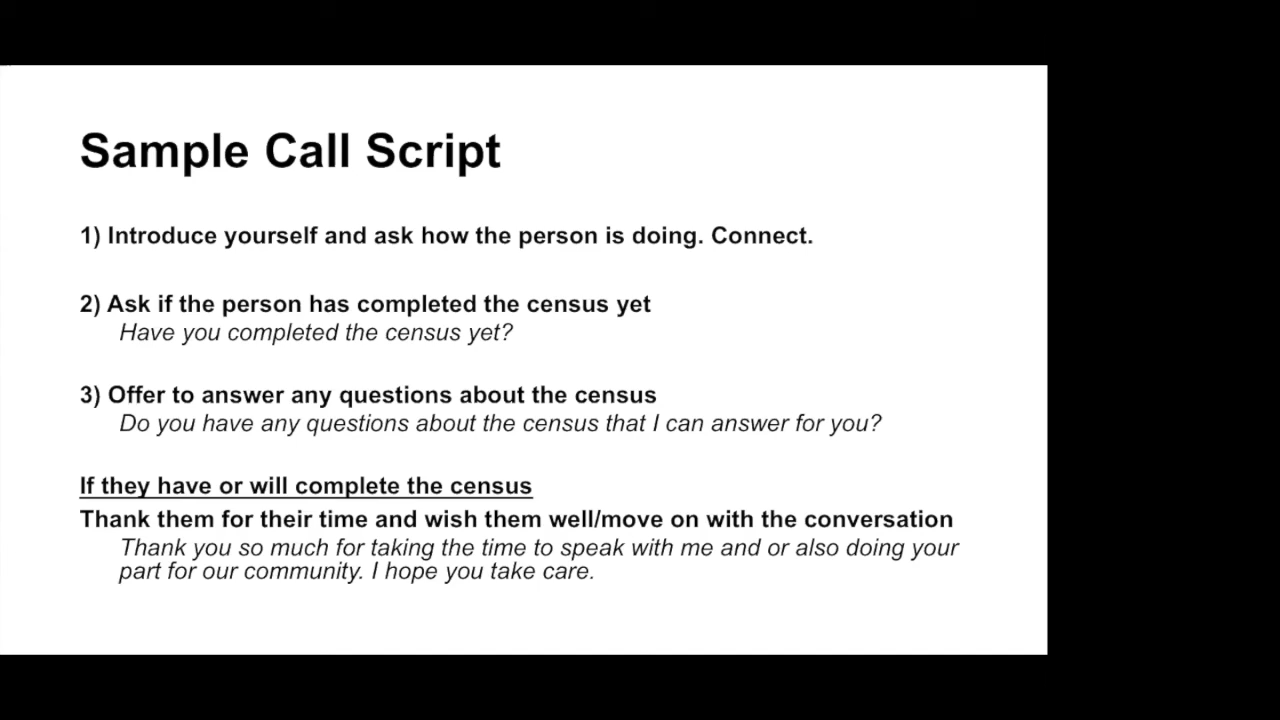 Sample Call Script
1) Introduce yourself and ask how the person is doing. Connect.
2) Ask if the person has completed the census yet
Have you completed the census yet?
3) Offer to answer any questions about the census
Do you have any questions about the census that I can answer for you?
If they have or will complete the census
Thank them for their time and wish them well/move on with the conversation
Thank you so much for taking the time to speak with me and or also doing your
part for our community. I hope you take care.